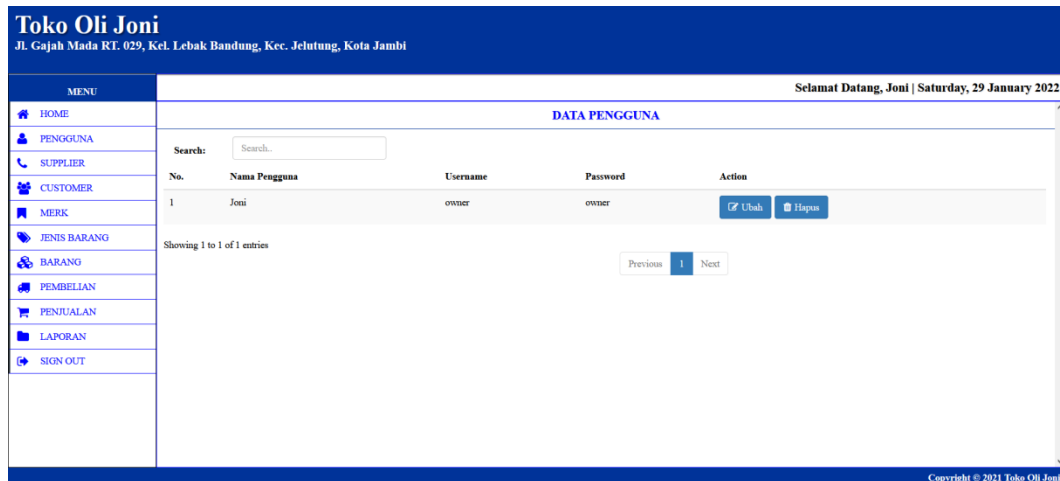 Toko Oli Joni
Jl. Gajah Mada RT. 029, Kel. Lebak Bandung, Kec. Jelutung, Kota Jambi
MENU
Selamat Datang, Joni | Saturday, 29 January 2022
HOME
PENGGUNA
SUPPLIER
CUSTOMER
MERK
JENIS BARANG
BARANG
PEMBELIAN
PENJUALAN
LAPORAN
SIGN OUT
DATA PENGGUNA
Search: Search..
No. Nama Pengguna Username Password Action
1 Joni owner owner Ubah Hapus
Showing 1 to 1 of 1 entries
Previous 1 Next
Copyright © 2021 Toko Oli Joni